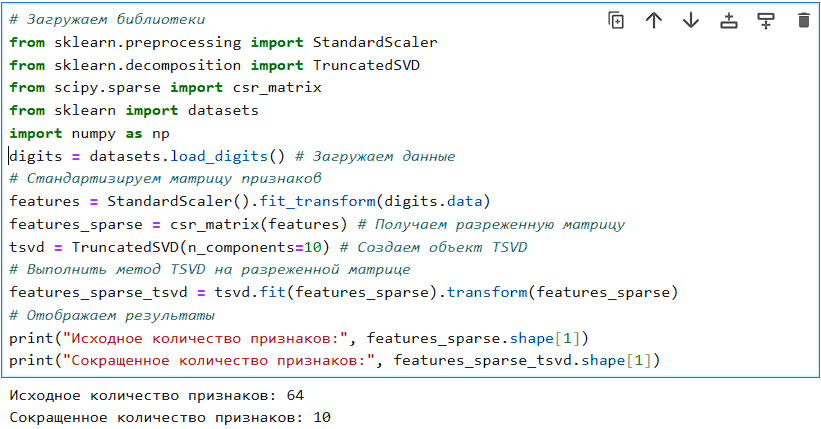 # Загружаем библиотеки
from sklearn.preprocessing import StandardScaler
from sklearn.decomposition import TruncatedSVD
from scipy.sparse import csr_matrix
from sklearn import datasets
import numpy as np
digits = datasets.load_digits() # Загружаем данные
# Стандартизируем матрицу признаков
features = StandardScaler().fit_transform(digits.data)
features_sparse = csr_matrix(features) # Получаем разреженную матрицу
tsvd = TruncatedSVD(n_components=10) # Создаем объект TSVD
# Выполнить метод TSVD на разреженной матрице
features_sparse_tsvd = tsvd.fit(features_sparse).transform(features_sparse)
# Отображаем результаты
print("Исходное количество признаков:", features_sparse.shape[1])
print("Сокращенное количество признаков:", features_sparse_tsvd.shape[1])
Исходное количество признаков: 64
Сокращенное количество признаков: 10